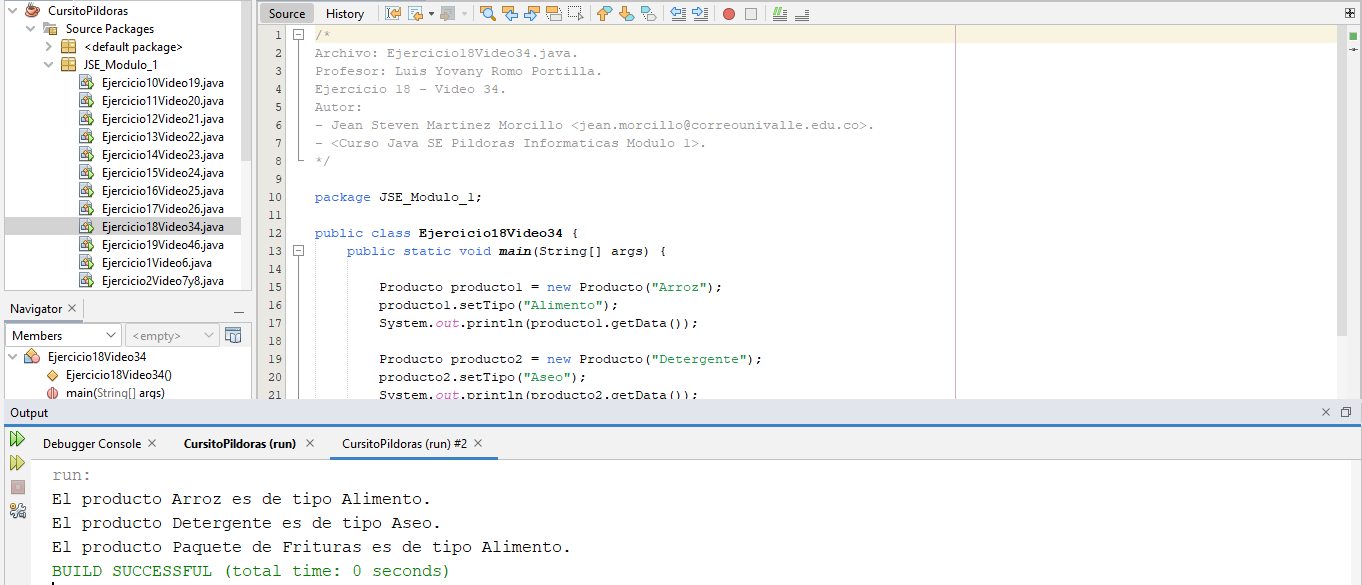 CursitoPildoras
Source Packages
<default package>
JSE_Modulo_1
Ejercicio10Video19.java
Ejercicio11Video20.java
Ejercicio12Video21.java
Ejercicio13Video22.java
Ejercicio14Video23.java
Ejercicio15Video24.java
Ejercicio16Video25.java
Ejercicio17Video26.java
Ejercicio18Video34.java
Ejercicio19Video46.java
Ejercicio1Video6.java
Ejercicio2Video7y8.java
Navigator
Members
<empty>
Ejercicio18Video34
Ejercicio18Video34()
main(String[] args)
Source History
1 /*
2 Archivo: Ejercicio18Video34.java.
3 Profesor: Luis Yovany Romo Portilla.
4 Ejercicio 18 - Video 34.
5 Autor:
6 - Jean Steven Martinez Morcillo <jean.morcillo@correounivalle.edu.co>.
7 - <Curso Java SE Pildoras Informaticas Modulo 1>.
8 */
9
10 package JSE_Modulo_1;
11
12 public class Ejercicio18Video34 {
13 public static void main(String[] args) {
14
15 Producto producto1 = new Producto("Arroz");
16 producto1.setTipo("Alimento");
17 System.out.println(producto1.getData());
18
19 Producto producto2 = new Producto("Detergente");
20 producto2.setTipo("Aseo");
21 System.out.println(producto2.getData());
Output
Debugger Console CursitoPildoras (run) CursitoPildoras (run) #2
run:
El producto Arroz es de tipo Alimento.
El producto Detergente es de tipo Aseo.
El producto Paquete de Frituras es de tipo Alimento.
BUILD SUCCESSFUL (total time: 0 seconds)